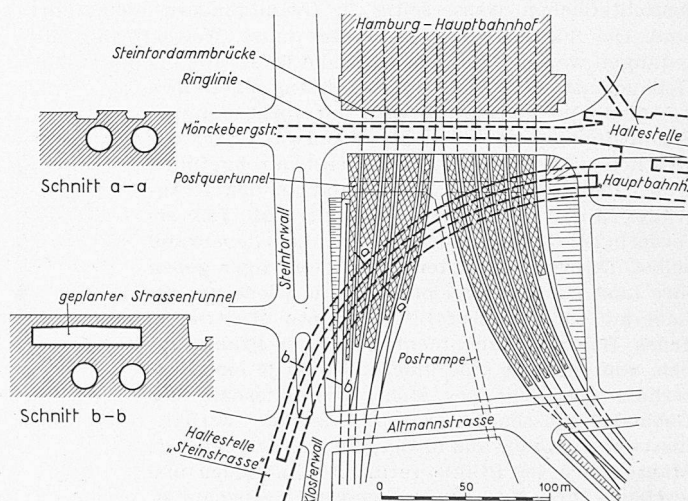 Hamburg-Hauptbahnhof
Steintordammbrücke
Ringlinie
Mönckebergstr.
Haltestelle
„Hauptbahnh
Schnitt a-a
Postquertunnel
Steintorwall
a
a
geplanter Strassentunnel
b
b
Postrampe
Schnitt b-b
Altmannstrasse
Haltestelle
„Steinstrasse"
Klosterwall
0 50 100m